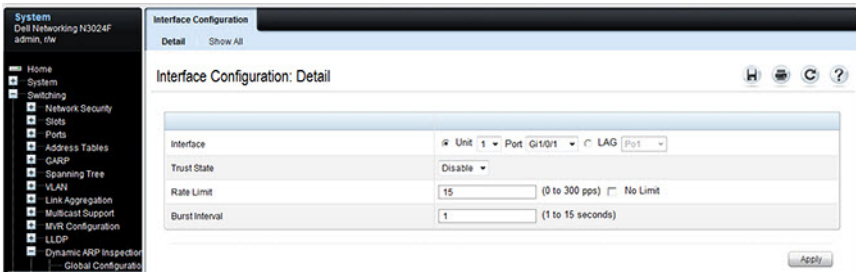 System
Dell Networking N3024F
admin, r/w
Home
System
Switching
Network Security
Slots
Ports
Address Tables
GARP
Spanning Tree
VLAN
Link Aggregation
Multicast Support
MVR Configuration
LLDP
Dynamic ARP Inspection
Global Configuratio
Interface Configuration
Detail Show All
Interface Configuration: Detail
Interface Unit 1 Port Gi1/0/1 LAG Po1
Trust State Disable
Rate Limit 15 (0 to 300 pps) No Limit
Burst Interval 1 (1 to 15 seconds)
Apply